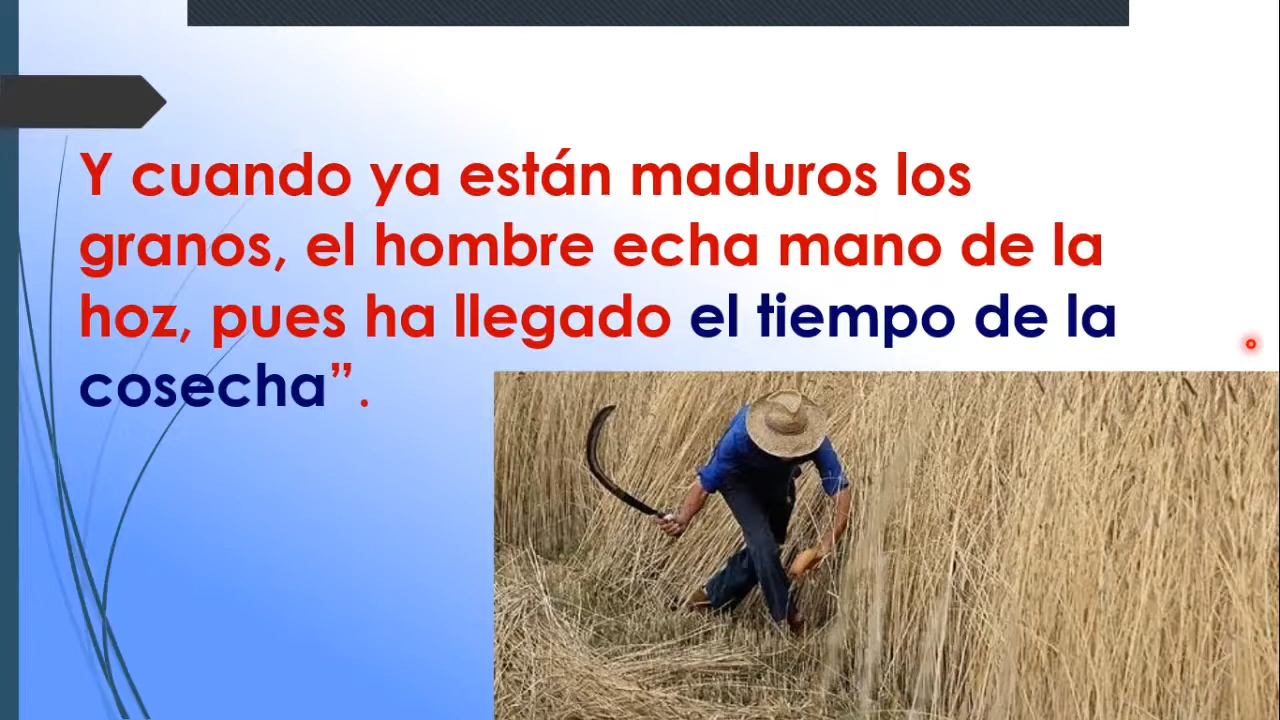 Y cuando ya están maduros los
granos, el hombre echa mano de la
hoz, pues ha llegado el tiempo de la
cosecha”.